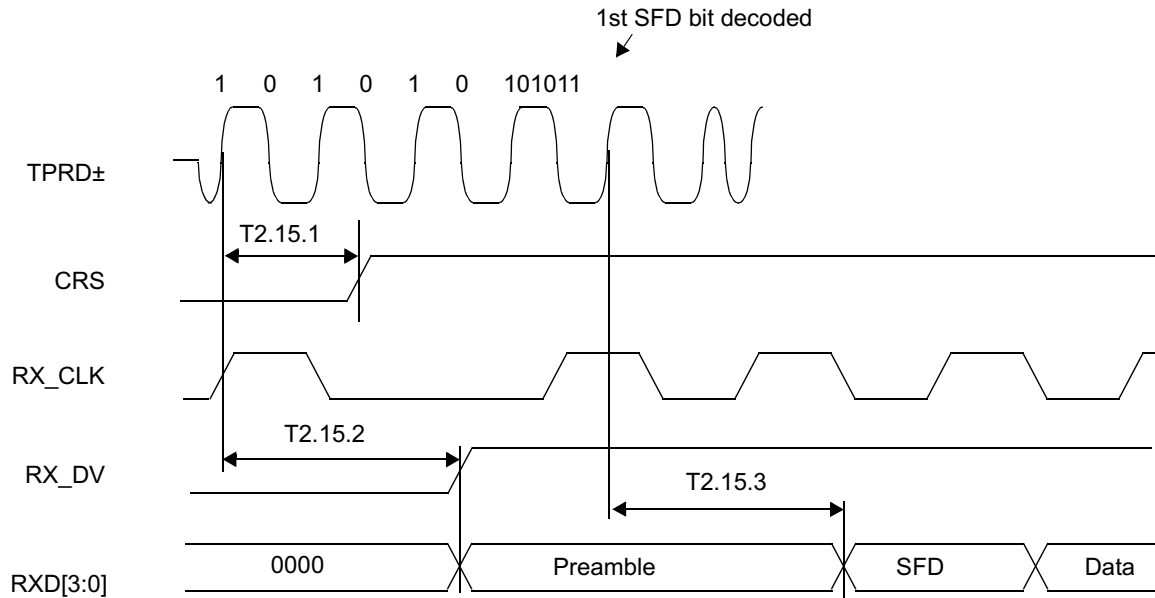 1st SFD bit decoded
1 0 1 0 1 0 101011
TPRD±
T2.15.1
CRS
RX_CLK
T2.15.2
RX_DV
T2.15.3
0000 Preamble SFD Data
RXD[3:0]